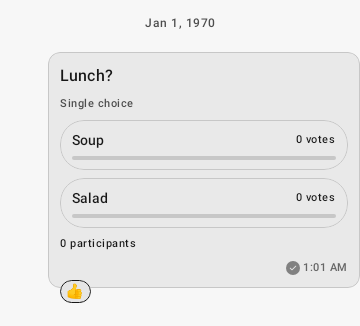 Jan 1, 1970
Lunch?
Single choice
Soup 0 votes
Salad 0 votes
0 participants
1:01 AM